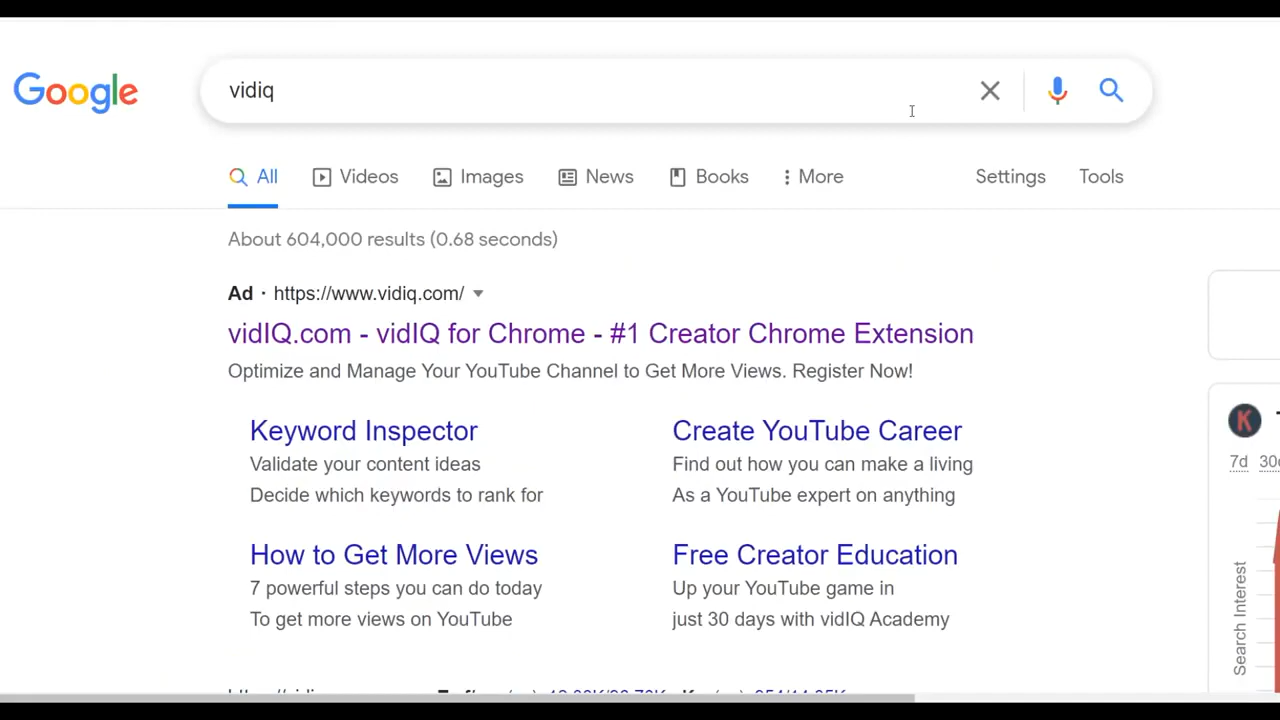 Google
vidiq
All Videos Images News Books More Settings Tools
About 604,000 results (0.68 seconds)
Ad · https://www.vidiq.com/
vidIQ.com - vidIQ for Chrome - #1 Creator Chrome Extension
Optimize and Manage Your YouTube Channel to Get More Views. Register Now!
Keyword Inspector
Validate your content ideas
Decide which keywords to rank for
Create YouTube Career
Find out how you can make a living
As a YouTube expert on anything
How to Get More Views
7 powerful steps you can do today
To get more views on YouTube
Free Creator Education
Up your YouTube game in
just 30 days with vidIQ Academy
K
7d
Search Interest